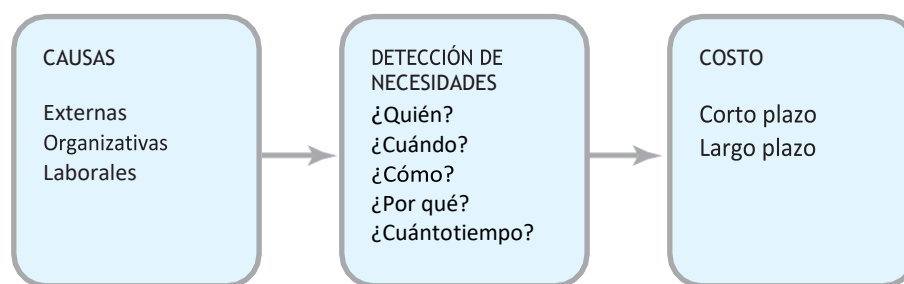 CAUSAS
Externas
Organizativas
Laborales
DETECCIÓN DE
NECESIDADES
¿Quién?
¿Cuándo?
¿Cómo?
¿Por qué?
¿Cuántotiempo?
COSTO
Corto plazo
Largo plazo